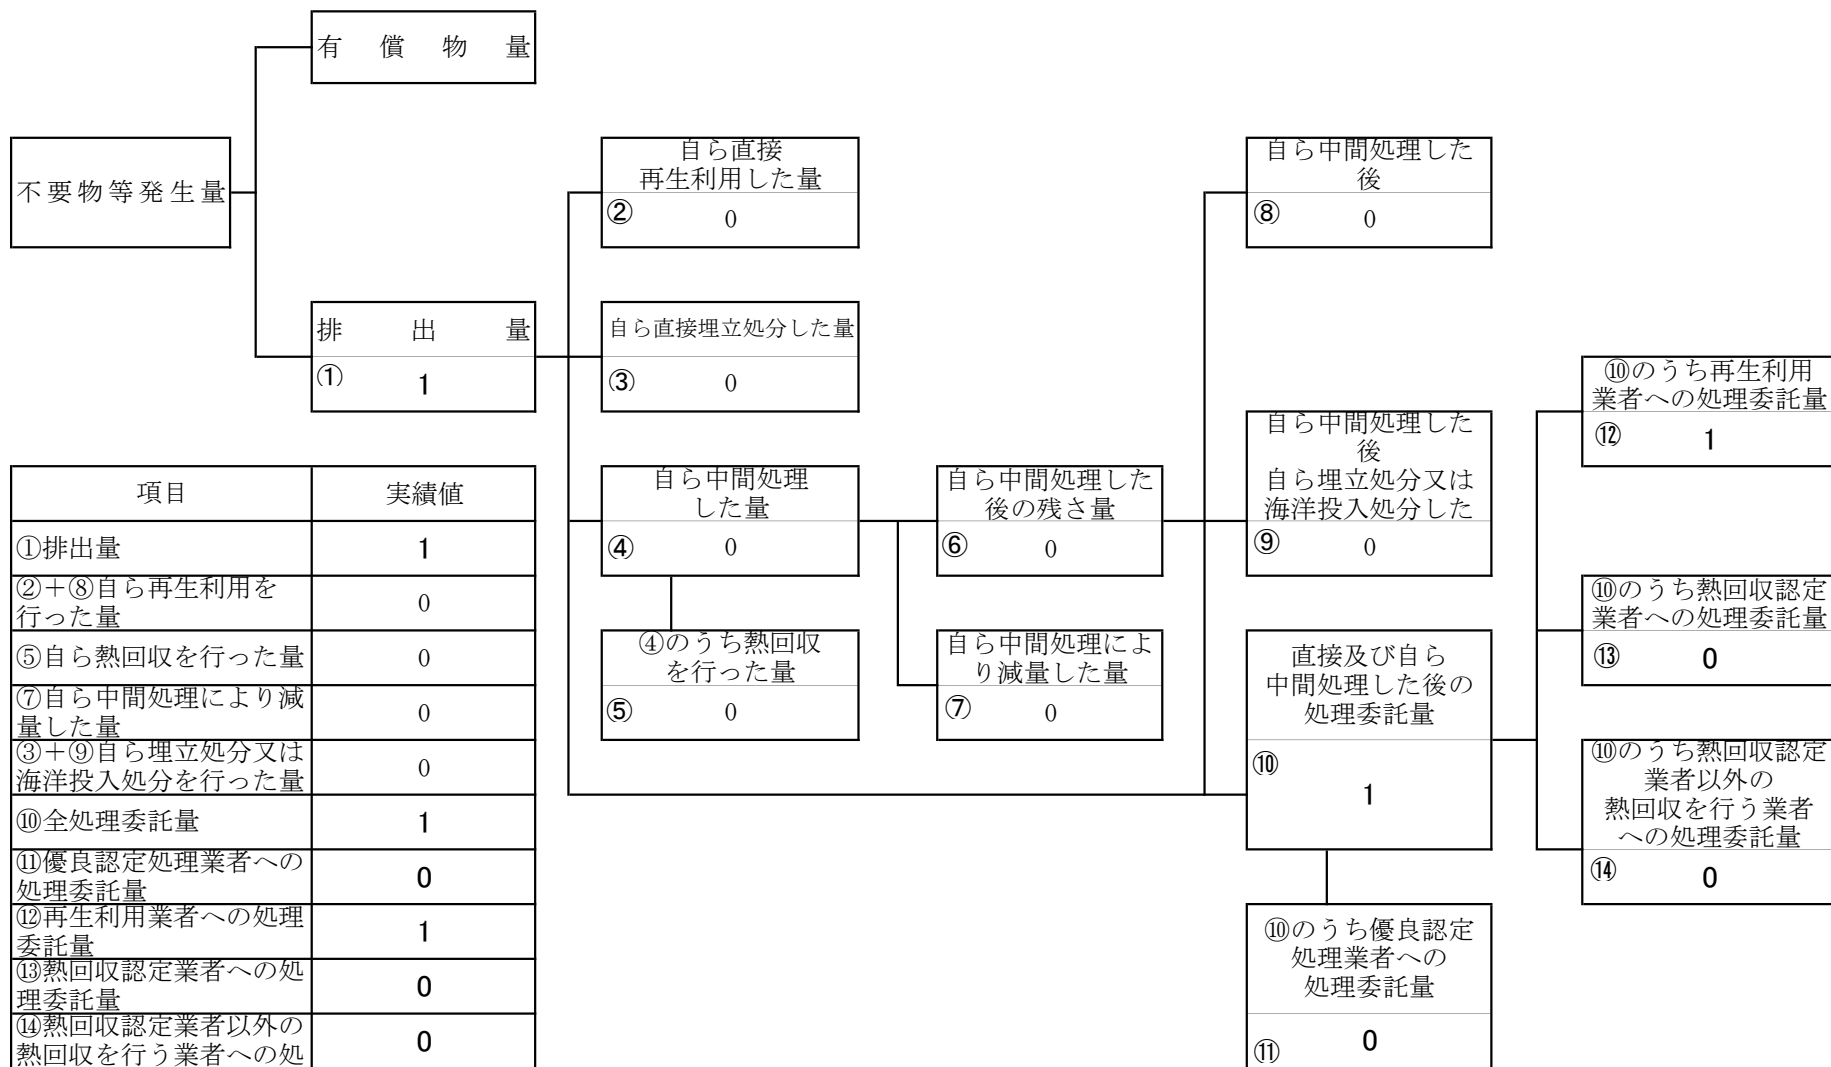 有償物量
不要物等発生量
排出量
① 1
自ら直接
再生利用した量
② 0
自ら直接埋立処分した量
③ 0
自ら中間処理
した量
④ 0
④のうち熱回収
を行った量
⑤ 0
自ら中間処理した
後の残さ量
⑥ 0
自ら中間処理によ
り減量した量
⑦ 0
自ら中間処理した
後
⑧ 0
自ら中間処理した
後
自ら埋立処分又は
海洋投入処分した
⑨ 0
直接及び自ら
中間処理した後の
処理委託量
⑩ 1
⑩のうち優良認定
処理業者への
処理委託量
⑪ 0
⑩のうち再生利用
業者への処理委託量
⑫ 1
⑩のうち熱回収認定
業者への処理委託量
⑬ 0
⑩のうち熱回収認定
業者以外の
熱回収を行う業者
への処理委託量
⑭ 0
項目 実績値
①排出量 1
②+⑧自ら再生利用を
行った量 0
⑤自ら熱回収を行った量 0
⑦自ら中間処理により減
量した量 0
③+⑨自ら埋立処分又は
海洋投入処分を行った量 0
⑩全処理委託量 1
⑪優良認定処理業者への
処理委託量 0
⑫再生利用業者への処理
委託量 1
⑬熱回収認定業者への処
理委託量 0
⑭熱回収認定業者以外の
熱回収を行う業者への処 0